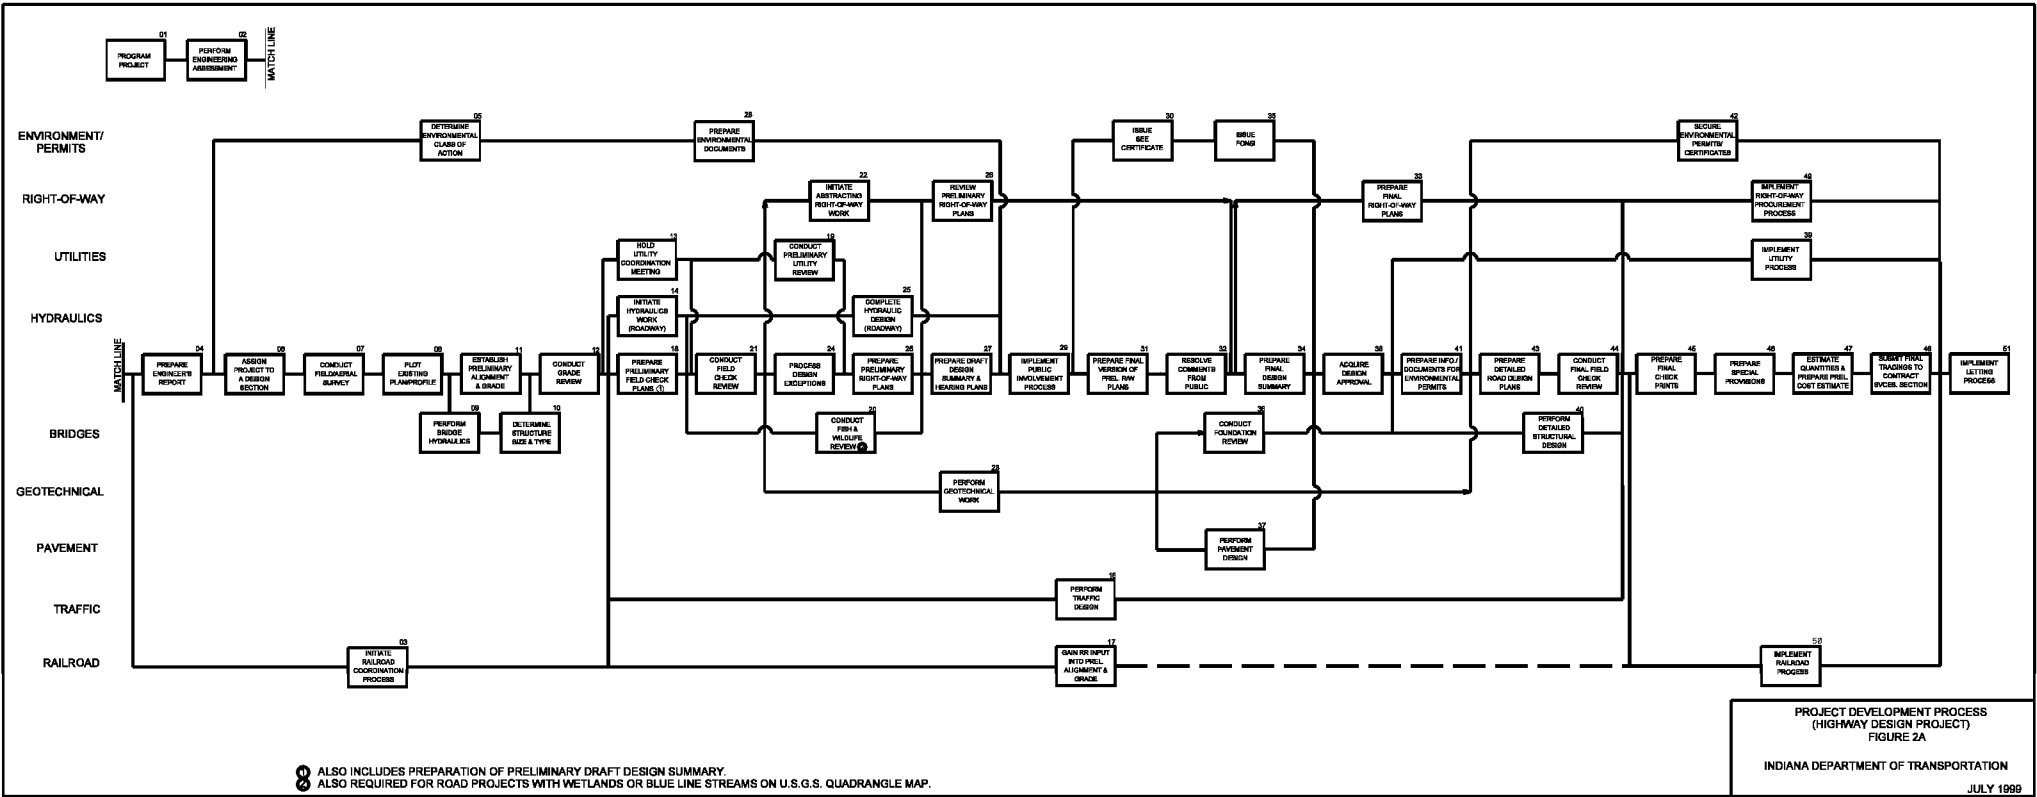 01
PROGRAM
PROJECT
02
PERFORM
ENGINEERING
ASSESSMENT
MATCH LINE
ENVIRONMENT/
PERMITS
05
DETERMINE
ENVIRONMENTAL
CLASS OF
ACTION
28
PREPARE
ENVIRONMENTAL
DOCUMENTS
30
ISSUE
SEE
CERTIFICATE
35
ISSUE
FONSI
42
SECURE
ENVIRONMENTAL
PERMITS/
CERTIFICATES
RIGHT-OF-WAY
22
INITIATE
ABSTRACTING
RIGHT-OF-WAY
WORK
REVIEW
PRELIMINARY
RIGHT-OF-WAY
PLANS
33
PREPARE
FINAL
RIGHT-OF-WAY
PLANS
49
IMPLEMENT
RIGHT-OF-WAY
PROCUREMENT
PROCESS
UTILITIES
13
HOLD
UTILITY
COORDINATION
MEETING
19
CONDUCT
PRELIMINARY
UTILITY
REVIEW
39
IMPLEMENT
UTILITY
PROCESS
HYDRAULICS
14
INITIATE
HYDRAULICS
WORK
(ROADWAY)
25
COMPLETE
HYDRAULIC
DESIGN
(ROADWAY)
MATCH LINE
04
PREPARE
ENGINEER'S
REPORT
06
ASSIGN
PROJECT TO
A DESIGN
SECTION
07
CONDUCT
FIELD/AERIAL
SURVEY
08
PLOT
EXISTING
PLAN/PROFILE
11
ESTABLISH
PRELIMINARY
ALIGNMENT
& GRADE
12
CONDUCT
GRADE
REVIEW
18
PREPARE
PRELIMINARY
FIELD CHECK
PLANS (1)
21
CONDUCT
FIELD
CHECK
REVIEW
24
PROCESS
DESIGN
EXCEPTIONS
PREPARE
PRELIMINARY
RIGHT-OF-WAY
PLANS
27
PREPARE DRAFT
DESIGN
SUMMARY &
HEARING PLANS
29
IMPLEMENT
PUBLIC
INVOLVEMENT
PROCESS
31
PREPARE FINAL
VERSION OF
PREL. R/W
PLANS
32
RESOLVE
COMMENTS
FROM
PUBLIC
34
PREPARE
FINAL
DESIGN
SUMMARY
38
ACQUIRE
DESIGN
APPROVAL
41
PREPARE INFO./
DOCUMENTS FOR
ENVIRONMENTAL
PERMITS
43
PREPARE
DETAILED
ROAD DESIGN
PLANS
44
CONDUCT
FINAL FIELD
CHECK
REVIEW
45
PREPARE
FINAL
CHECK
PRINTS
46
PREPARE
SPECIAL
PROVISIONS
47
ESTIMATE
QUANTITIES &
PREPARE PREL.
COST ESTIMATE
48
SUBMIT FINAL
TRACINGS TO
CONTRACT
SVCES. SECTION
51
IMPLEMENT
LETTING
PROCESS
BRIDGES
09
PERFORM
BRIDGE
HYDRAULICS
10
DETERMINE
STRUCTURE
SIZE & TYPE
20
CONDUCT
FISH &
WILDLIFE
REVIEW 2
36
CONDUCT
FOUNDATION
REVIEW
40
PERFORM
DETAILED
STRUCTURAL
DESIGN
GEOTECHNICAL
23
PERFORM
GEOTECHNICAL
WORK
PAVEMENT
37
PERFORM
PAVEMENT
DESIGN
TRAFFIC
PERFORM
TRAFFIC
DESIGN
RAILROAD
03
INITIATE
RAILROAD
COORDINATION
PROCESS
17
GAIN RR INPUT
INTO PREL.
ALIGNMENT &
GRADE
50
IMPLEMENT
RAILROAD
PROCESS
PROJECT DEVELOPMENT PROCESS
(HIGHWAY DESIGN PROJECT)
FIGURE 2A
INDIANA DEPARTMENT OF TRANSPORTATION
JULY 1999
1 ALSO INCLUDES PREPARATION OF PRELIMINARY DRAFT DESIGN SUMMARY.
2 ALSO REQUIRED FOR ROAD PROJECTS WITH WETLANDS OR BLUE LINE STREAMS ON U.S.G.S. QUADRANGLE MAP.